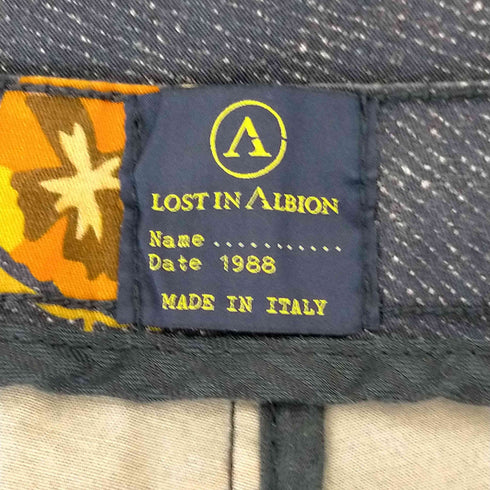 LOST IN ALBION
Name ...........
Date 1988
MADE IN ITALY